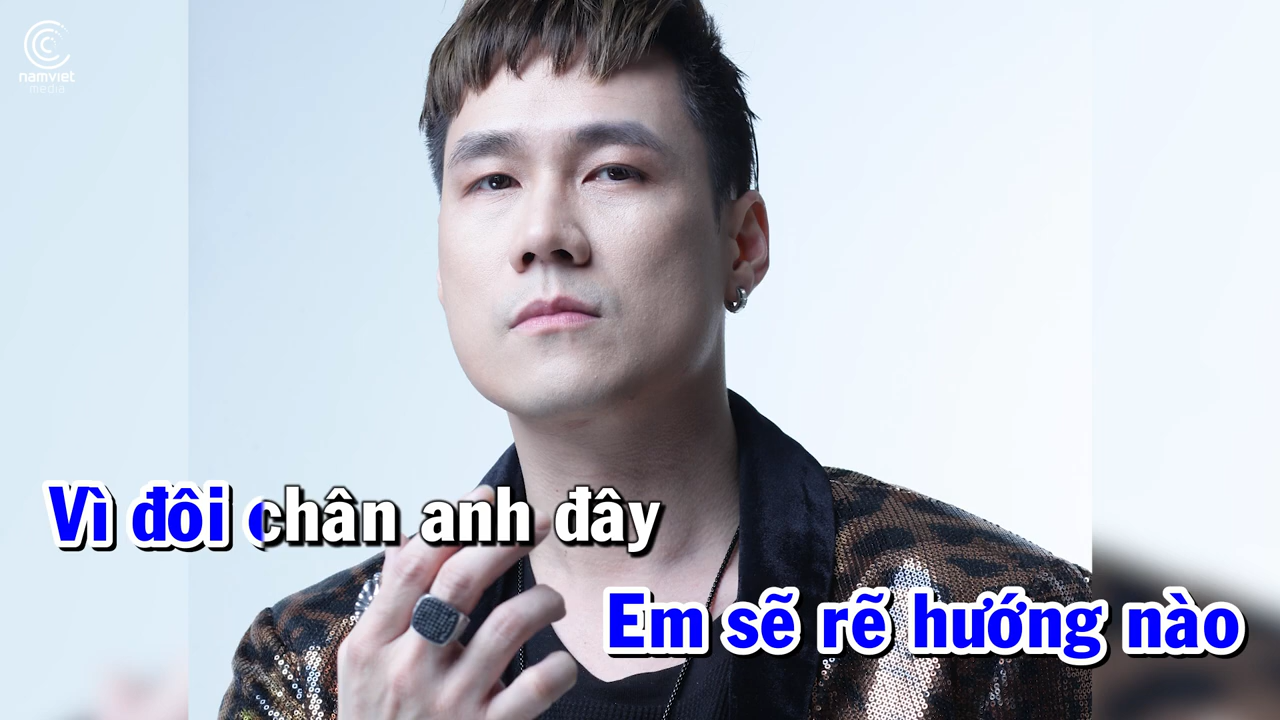 namviet
media
Vì đôi chân anh đây
Em sẽ rẽ hướng nào